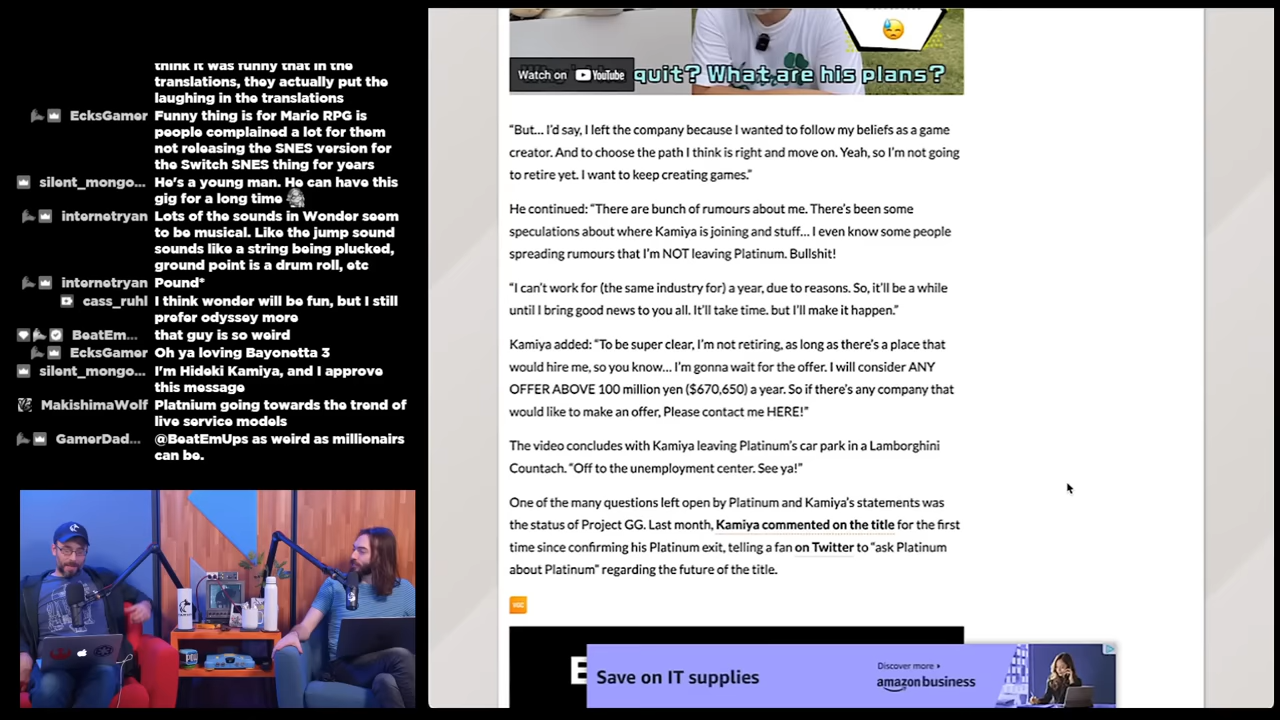 think it was funny that in the
translations, they actually put the
laughing in the translations
EcksGamer Funny thing is for Mario RPG is
people complained a lot for them
not releasing the SNES version for
the Switch SNES thing for years
silent_mongo... He's a young man. He can have this
gig for a long time
internetryan Lots of the sounds in Wonder seem
to be musical. Like the jump sound
sounds like a string being plucked,
ground point is a drum roll, etc
internetryan Pound*
cass_ruhl I think wonder will be fun, but I still
prefer odyssey more
BeatEm... that guy is so weird
EcksGamer Oh ya loving Bayonetta 3
silent_mongo... I'm Hideki Kamiya, and I approve
this message
MakishimaWolf Platnium going towards the trend of
live service models
GamerDad... @BeatEmUps as weird as millionairs
can be.
Watch on YouTube
quit? What are his plans?
“But... I’d say, I left the company because I wanted to follow my beliefs as a game
creator. And to choose the path I think is right and move on. Yeah, so I’m not going
to retire yet. I want to keep creating games.”
He continued: “There are bunch of rumours about me. There’s been some
speculations about where Kamiya is joining and stuff... I even know some people
spreading rumours that I’m NOT leaving Platinum. Bullshit!
“I can’t work for (the same industry for) a year, due to reasons. So, it’ll be a while
until I bring good news to you all. It’ll take time. but I’ll make it happen.”
Kamiya added: “To be super clear, I’m not retiring, as long as there’s a place that
would hire me, so you know... I’m gonna wait for the offer. I will consider ANY
OFFER ABOVE 100 million yen ($670,650) a year. So if there’s any company that
would like to make an offer, Please contact me HERE!”
The video concludes with Kamiya leaving Platinum’s car park in a Lamborghini
Countach. “Off to the unemployment center. See ya!”
One of the many questions left open by Platinum and Kamiya’s statements was
the status of Project GG. Last month, Kamiya commented on the title for the first
time since confirming his Platinum exit, telling a fan on Twitter to “ask Platinum
about Platinum” regarding the future of the title.
VGC
Save on IT supplies
Discover more
amazon business